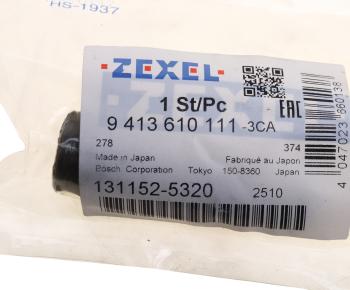 HS-1937
ZEXEL
1 St/Pc
9 413 610 111 -3CA
EAC
278
374
Made in Japan
Fabriqué au Japon
Bosch Corporation Tokyo 150-8360 Japan
131152-5320
2510
4 047023 860138